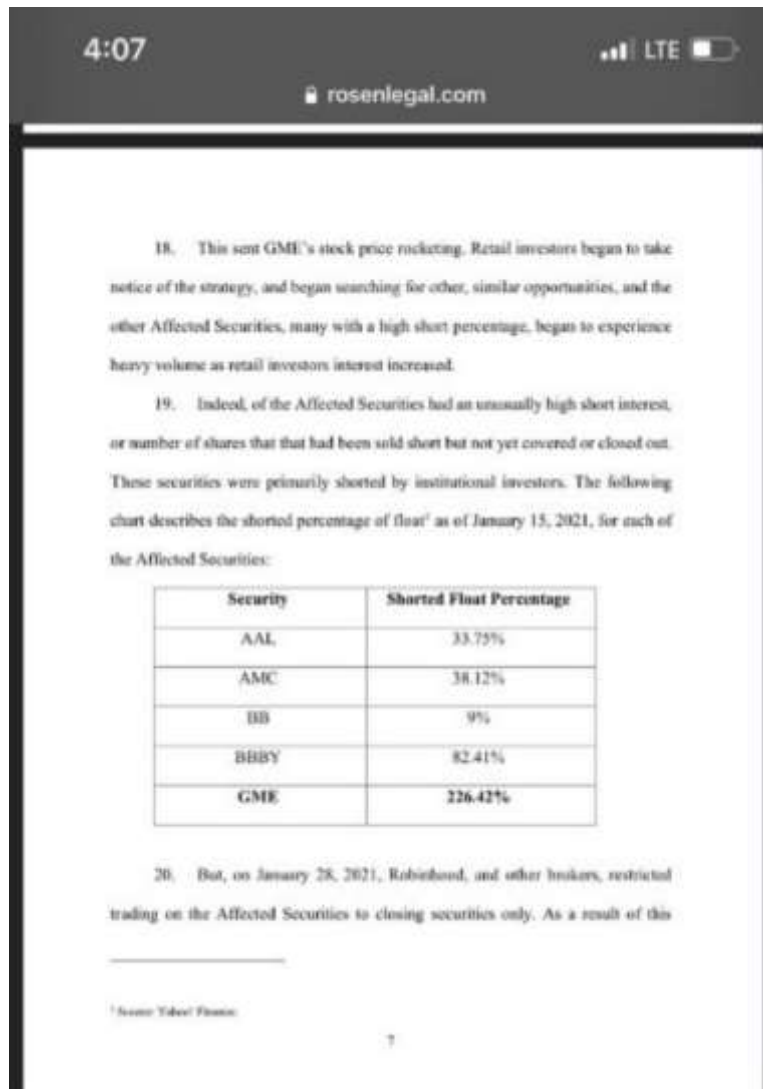 4:07
LTE
rosenlegal.com
18. This sent GME's stock price rocketing. Retail investors began to take
notice of the strategy, and began searching for other, similar opportunities, and the
other Affected Securities, many with a high short percentage, began to experience
heavy volume as retail investors interest increased.
19. Indeed, of the Affected Securities had an unusually high short interest,
or number of shares that that had been sold short but not yet covered or closed out.
These securities were primarily shorted by institutional investors. The following
chart describes the shorted percentage of float¹ as of January 15, 2021, for each of
the Affected Securities:
Security Shorted Float Percentage
AAL 33.75%
AMC 38.12%
BB 9%
BBBY 82.41%
GME 226.42%
20. But, on January 28, 2021, Robinhood, and other brokers, restricted
trading on the Affected Securities to closing securities only. As a result of this
¹ Source Yahoo! Finance.
7